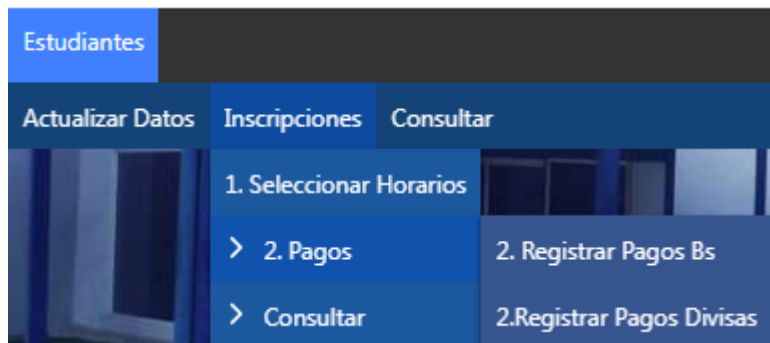 Estudiantes
Actualizar Datos Inscripciones Consultar
1. Seleccionar Horarios
2. Pagos 2. Registrar Pagos Bs
Consultar 2.Registrar Pagos Divisas